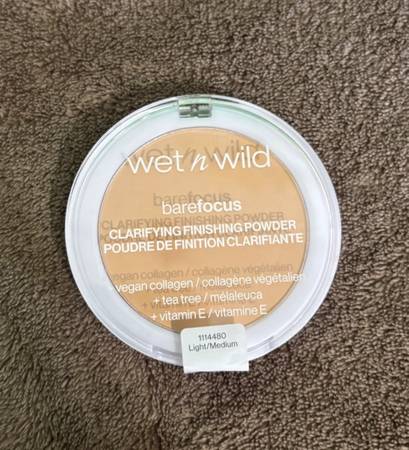 wet n wild
barefocus
CLARIFYING FINISHING POWDER
POUDRE DE FINITION CLARIFIANTE
vegan collagen / collagène végétalien
+ tea tree / mélaleuca
+ vitamin E / vitamine E
1114480
Light/Medium